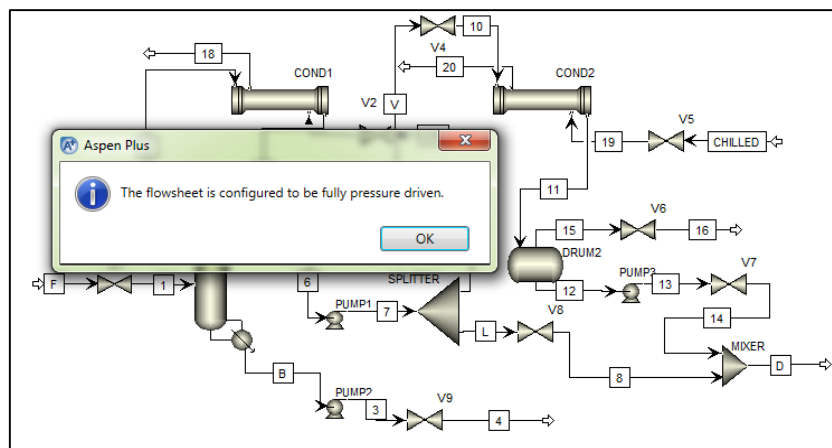 10
18
V4
20
COND1
COND2
V2
V
V5
19
CHILLED
Aspen Plus
The flowsheet is configured to be fully pressure driven.
OK
11
15
V6
16
DRUM2
F
1
6
SPLITTER
12
PUMP3
13
V7
PUMP1
7
L
V8
14
MIXER
B
8
D
PUMP2
3
V9
4